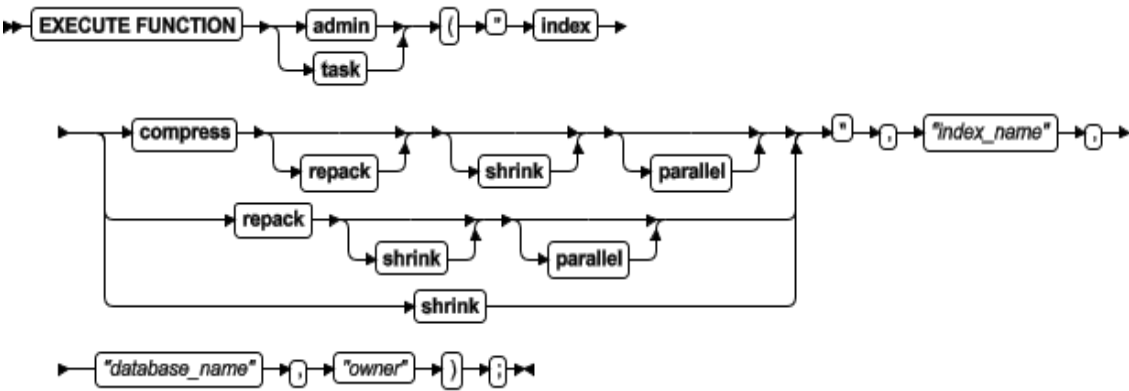 EXECUTE FUNCTION admin ( " index
task
compress " , "index_name" ,
repack shrink parallel
repack
shrink parallel
shrink
"database_name" , "owner" ) ;